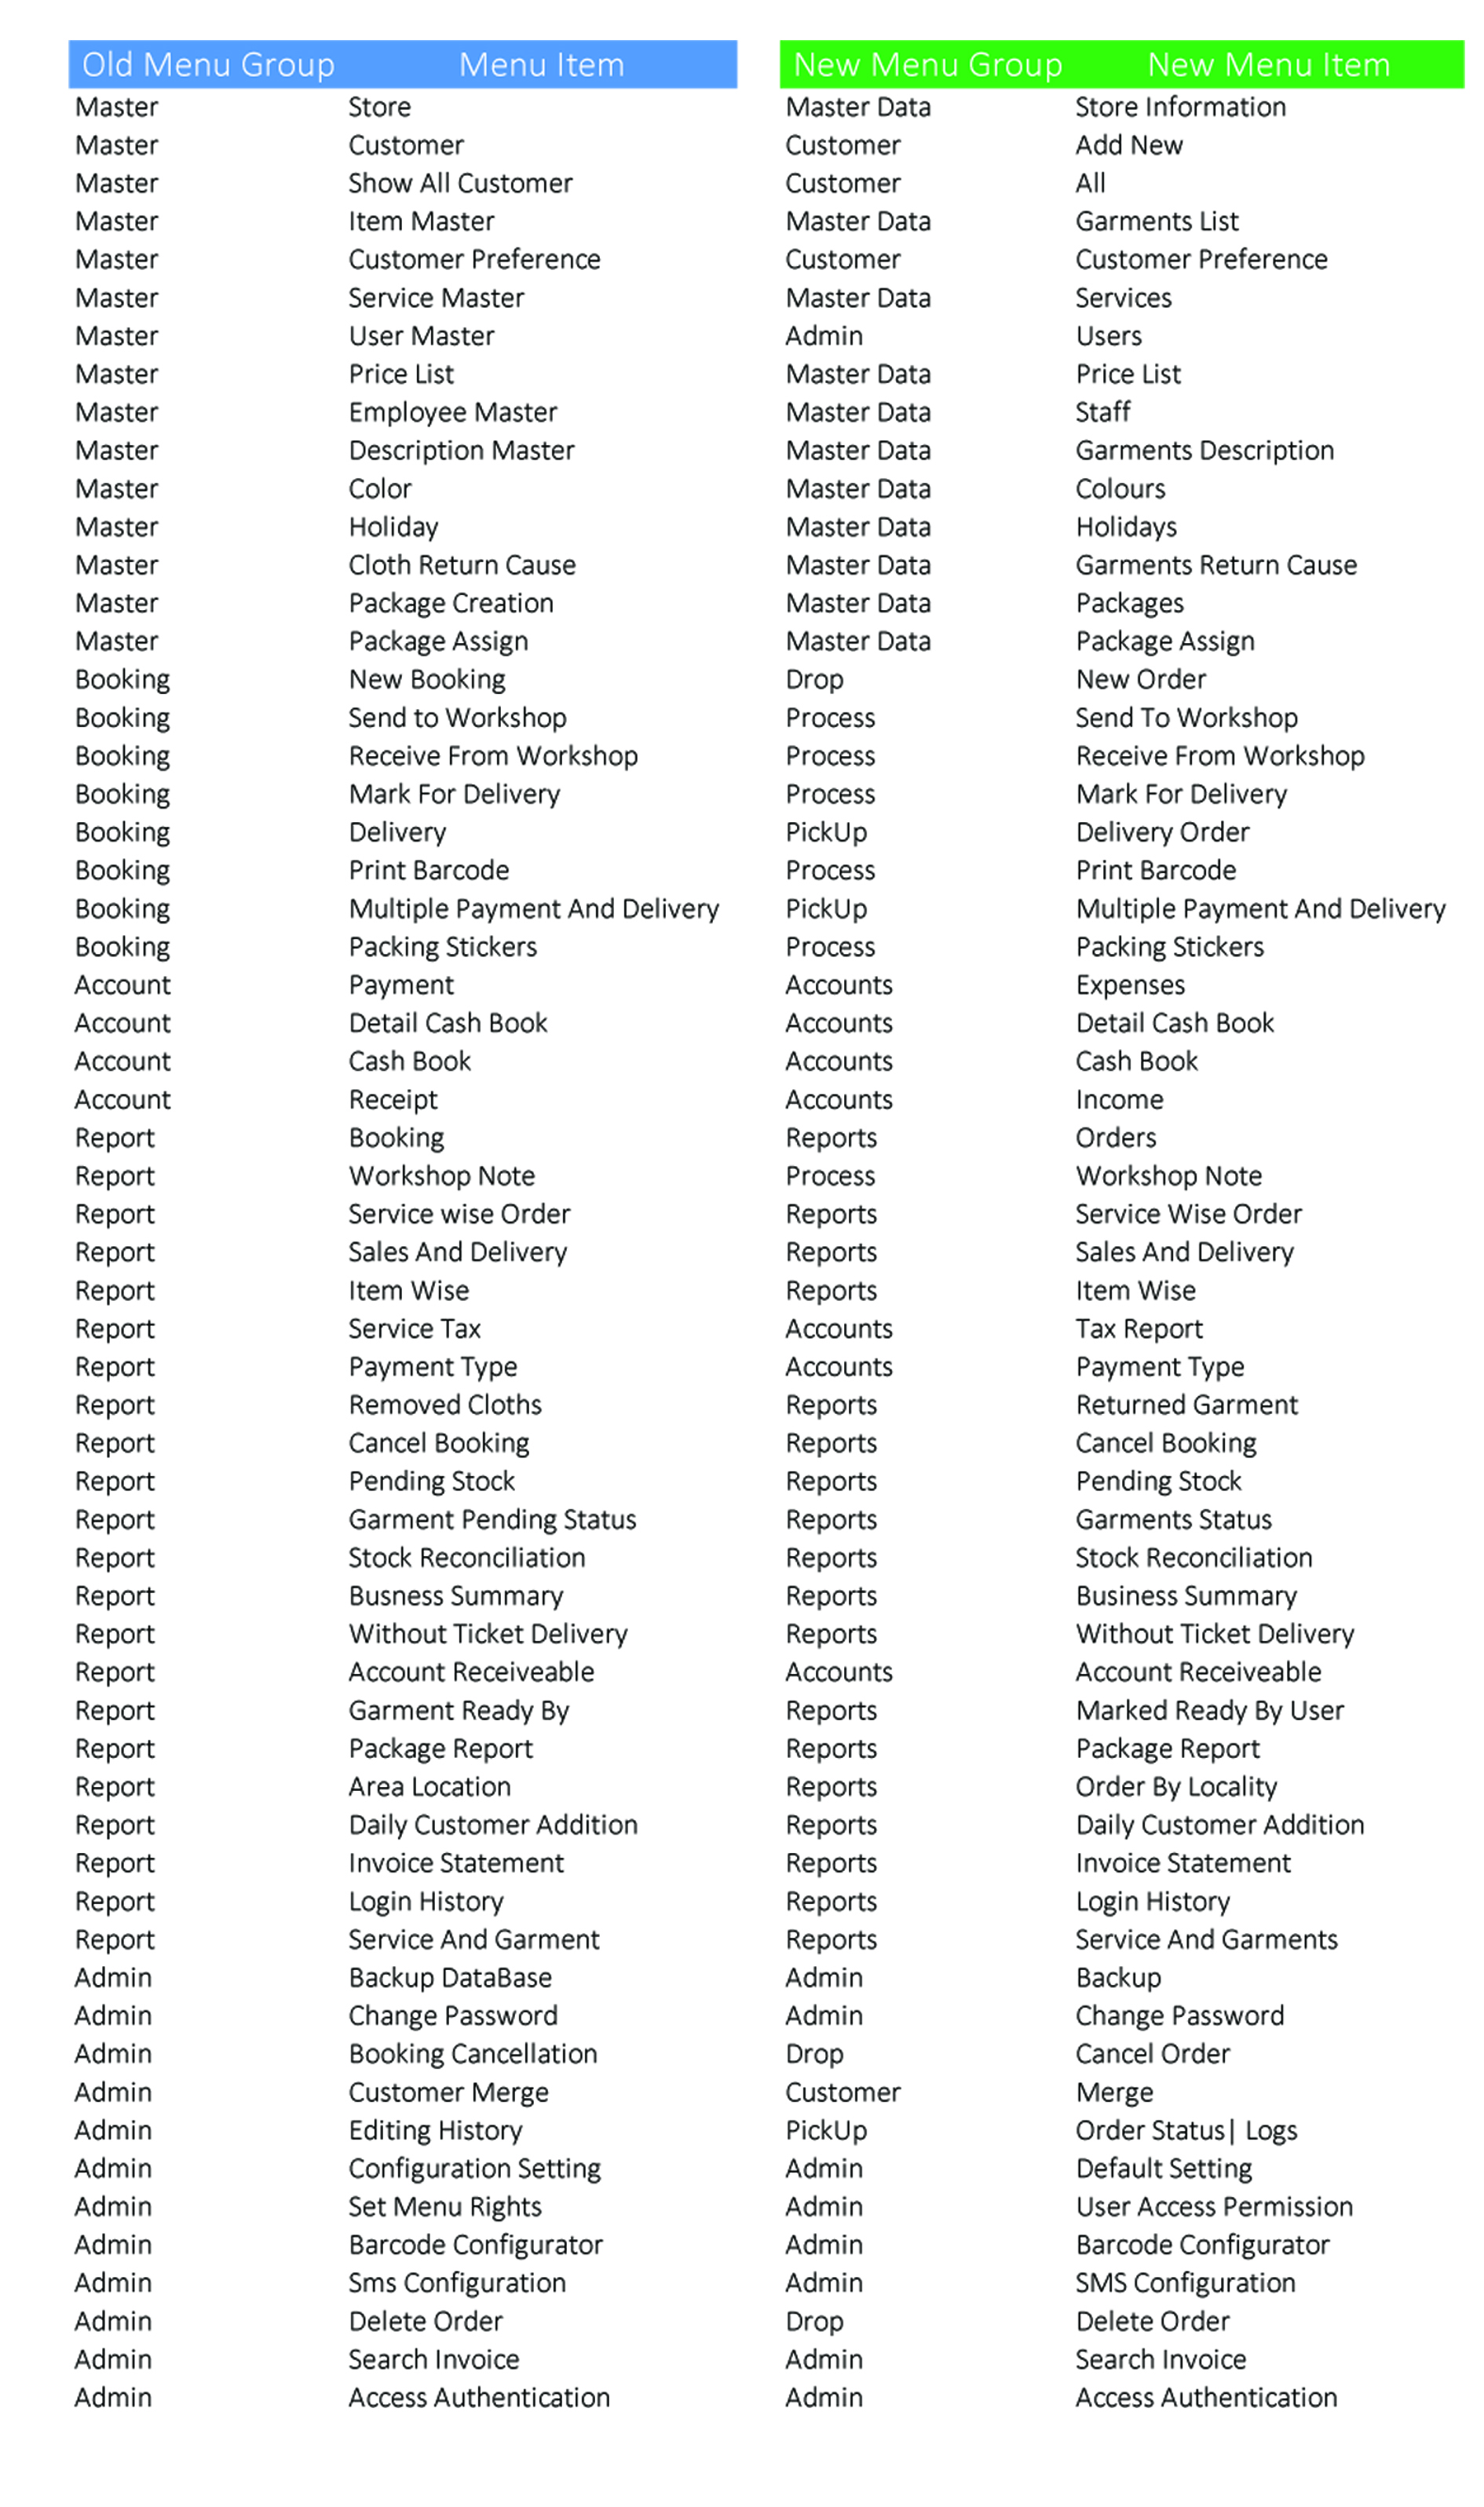 Old Menu Group Menu Item New Menu Group New Menu Item
Master Store Master Data Store Information
Master Customer Customer Add New
Master Show All Customer Customer All
Master Item Master Master Data Garments List
Master Customer Preference Customer Customer Preference
Master Service Master Master Data Services
Master User Master Admin Users
Master Price List Master Data Price List
Master Employee Master Master Data Staff
Master Description Master Master Data Garments Description
Master Color Master Data Colours
Master Holiday Master Data Holidays
Master Cloth Return Cause Master Data Garments Return Cause
Master Package Creation Master Data Packages
Master Package Assign Master Data Package Assign
Booking New Booking Drop New Order
Booking Send to Workshop Process Send To Workshop
Booking Receive From Workshop Process Receive From Workshop
Booking Mark For Delivery Process Mark For Delivery
Booking Delivery PickUp Delivery Order
Booking Print Barcode Process Print Barcode
Booking Multiple Payment And Delivery PickUp Multiple Payment And Delivery
Booking Packing Stickers Process Packing Stickers
Account Payment Accounts Expenses
Account Detail Cash Book Accounts Detail Cash Book
Account Cash Book Accounts Cash Book
Account Receipt Accounts Income
Report Booking Reports Orders
Report Workshop Note Process Workshop Note
Report Service wise Order Reports Service Wise Order
Report Sales And Delivery Reports Sales And Delivery
Report Item Wise Reports Item Wise
Report Service Tax Accounts Tax Report
Report Payment Type Accounts Payment Type
Report Removed Cloths Reports Returned Garment
Report Cancel Booking Reports Cancel Booking
Report Pending Stock Reports Pending Stock
Report Garment Pending Status Reports Garments Status
Report Stock Reconciliation Reports Stock Reconciliation
Report Busness Summary Reports Business Summary
Report Without Ticket Delivery Reports Without Ticket Delivery
Report Account Receiveable Accounts Account Receiveable
Report Garment Ready By Reports Marked Ready By User
Report Package Report Reports Package Report
Report Area Location Reports Order By Locality
Report Daily Customer Addition Reports Daily Customer Addition
Report Invoice Statement Reports Invoice Statement
Report Login History Reports Login History
Report Service And Garment Reports Service And Garments
Admin Backup DataBase Admin Backup
Admin Change Password Admin Change Password
Admin Booking Cancellation Drop Cancel Order
Admin Customer Merge Customer Merge
Admin Editing History PickUp Order Status| Logs
Admin Configuration Setting Admin Default Setting
Admin Set Menu Rights Admin User Access Permission
Admin Barcode Configurator Admin Barcode Configurator
Admin Sms Configuration Admin SMS Configuration
Admin Delete Order Drop Delete Order
Admin Search Invoice Admin Search Invoice
Admin Access Authentication Admin Access Authentication